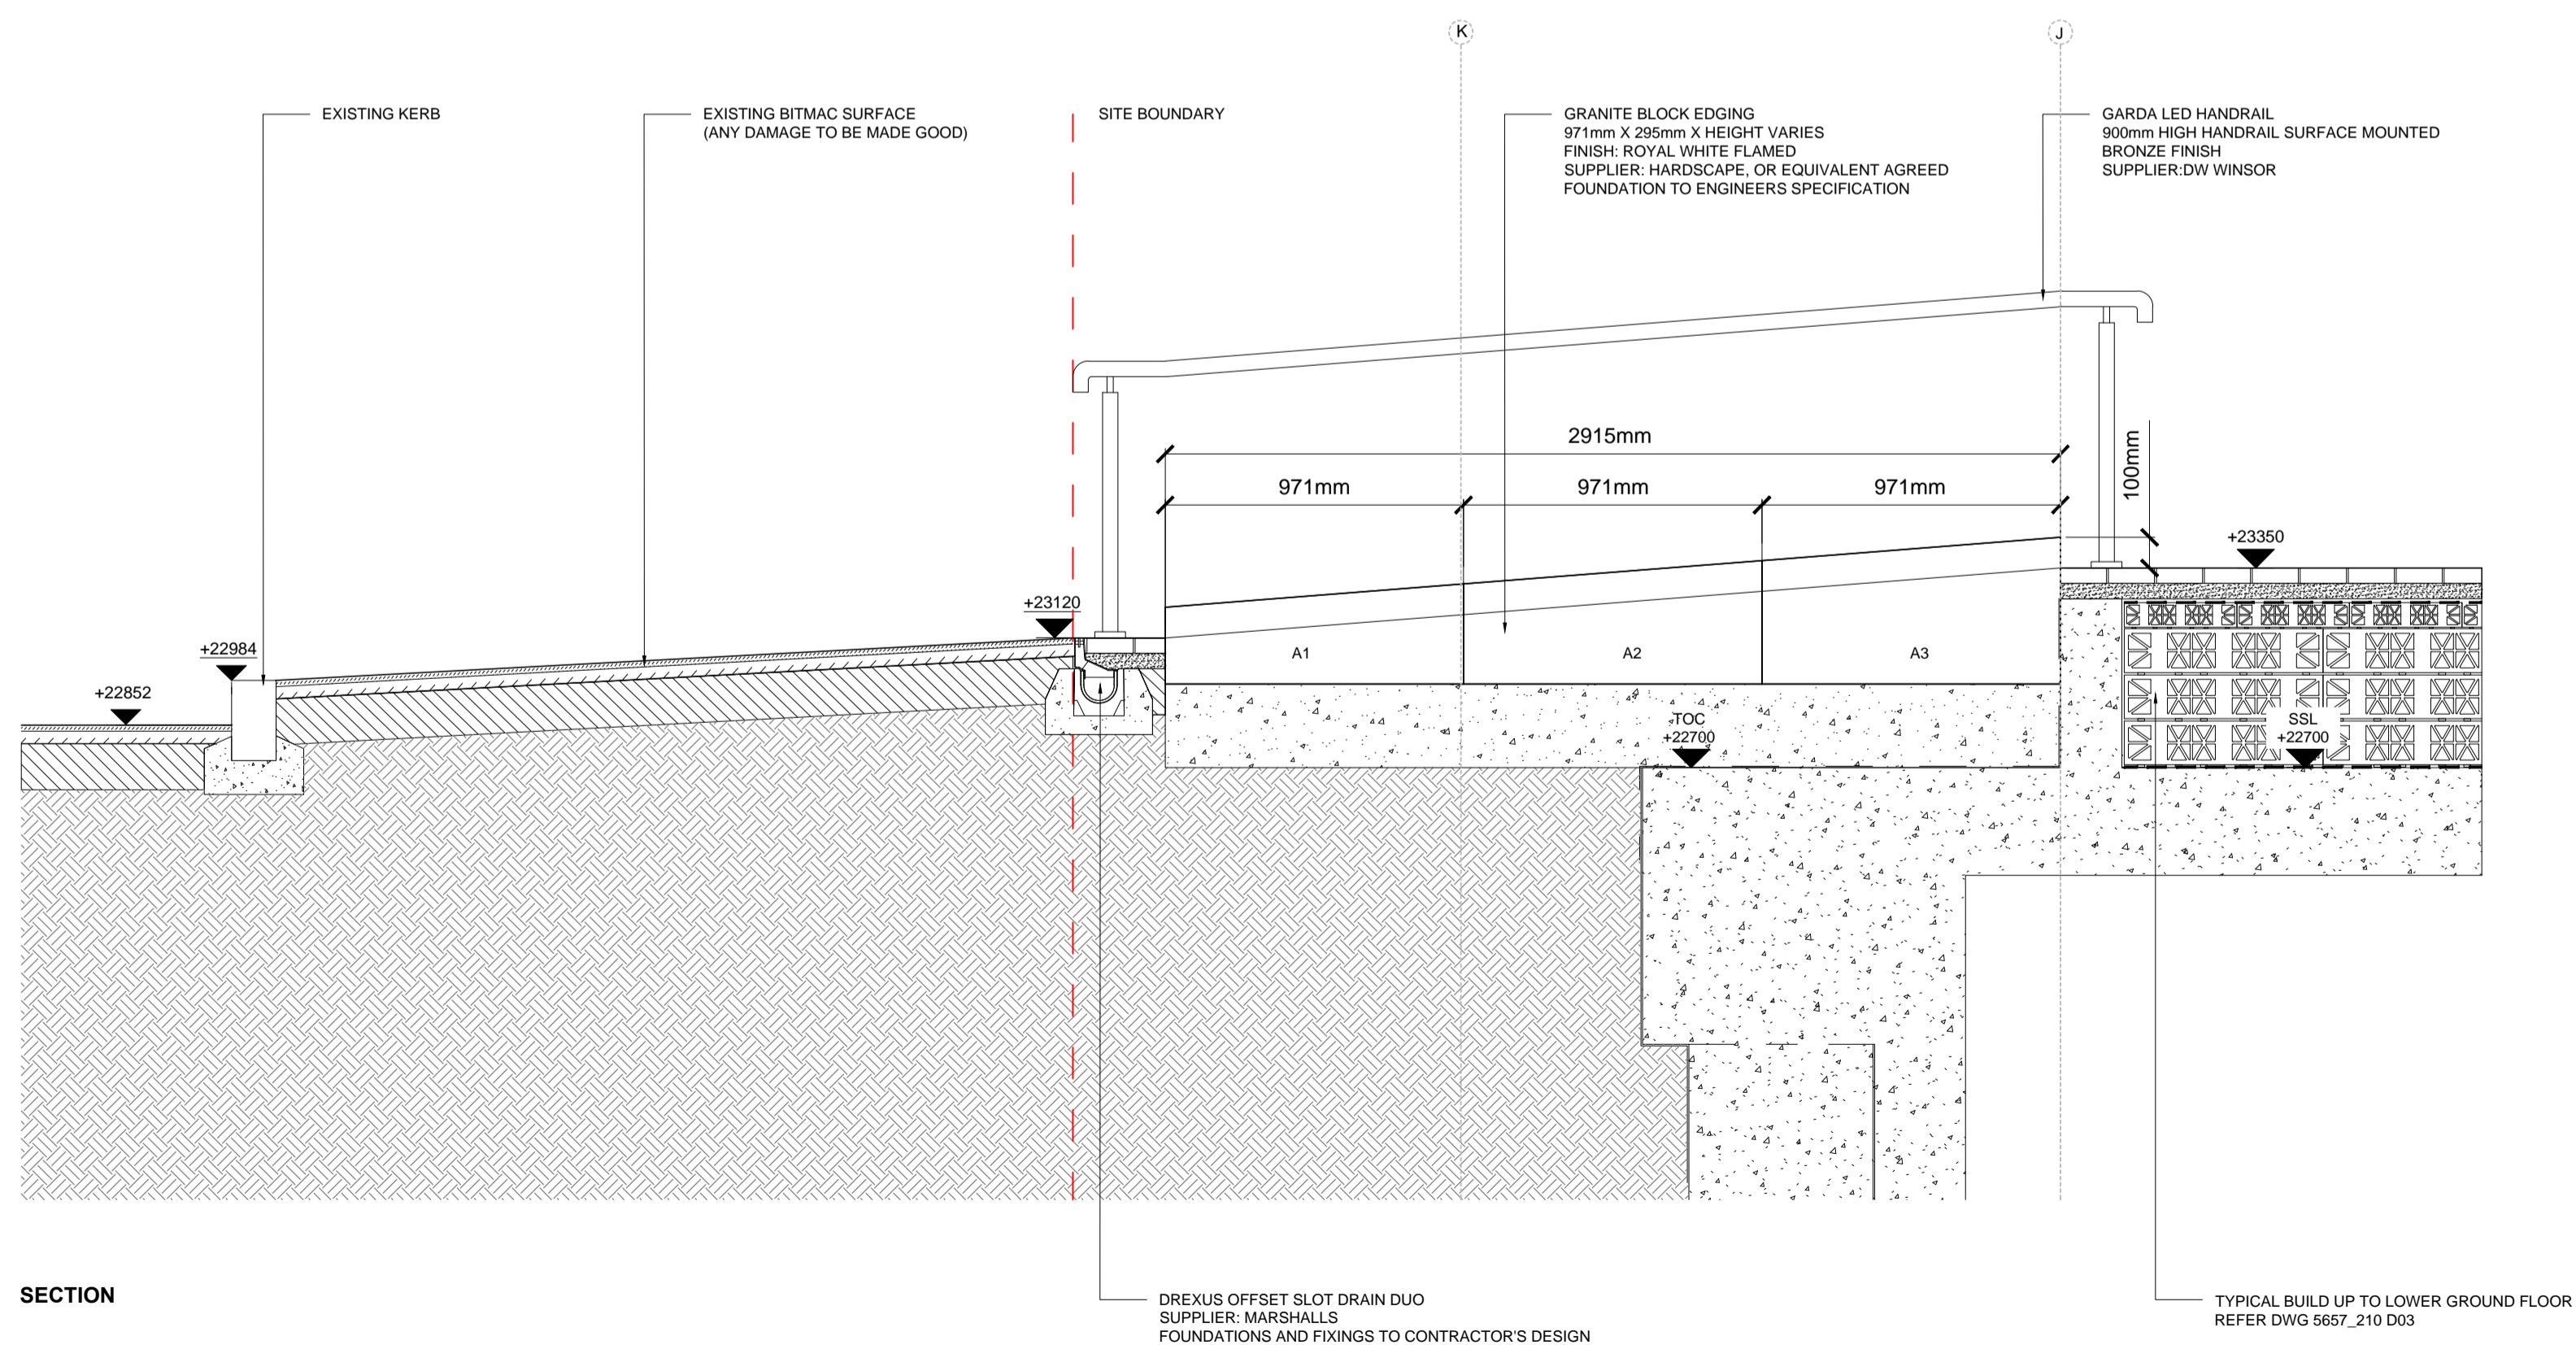 K
J
EXISTING KERB
EXISTING BITMAC SURFACE
(ANY DAMAGE TO BE MADE GOOD)
SITE BOUNDARY
GRANITE BLOCK EDGING
971mm X 295mm X HEIGHT VARIES
FINISH: ROYAL WHITE FLAMED
SUPPLIER: HARDSCAPE, OR EQUIVALENT AGREED
FOUNDATION TO ENGINEERS SPECIFICATION
GARDA LED HANDRAIL
900mm HIGH HANDRAIL SURFACE MOUNTED
BRONZE FINISH
SUPPLIER:DW WINSOR
2915mm
971mm
971mm
971mm
100mm
+23350
+23120
+22984
+22852
A1
A2
A3
TOC
+22700
SSL
+22700
SECTION
DREXUS OFFSET SLOT DRAIN DUO
SUPPLIER: MARSHALLS
FOUNDATIONS AND FIXINGS TO CONTRACTOR'S DESIGN
TYPICAL BUILD UP TO LOWER GROUND FLOOR
REFER DWG 5657_210 D03